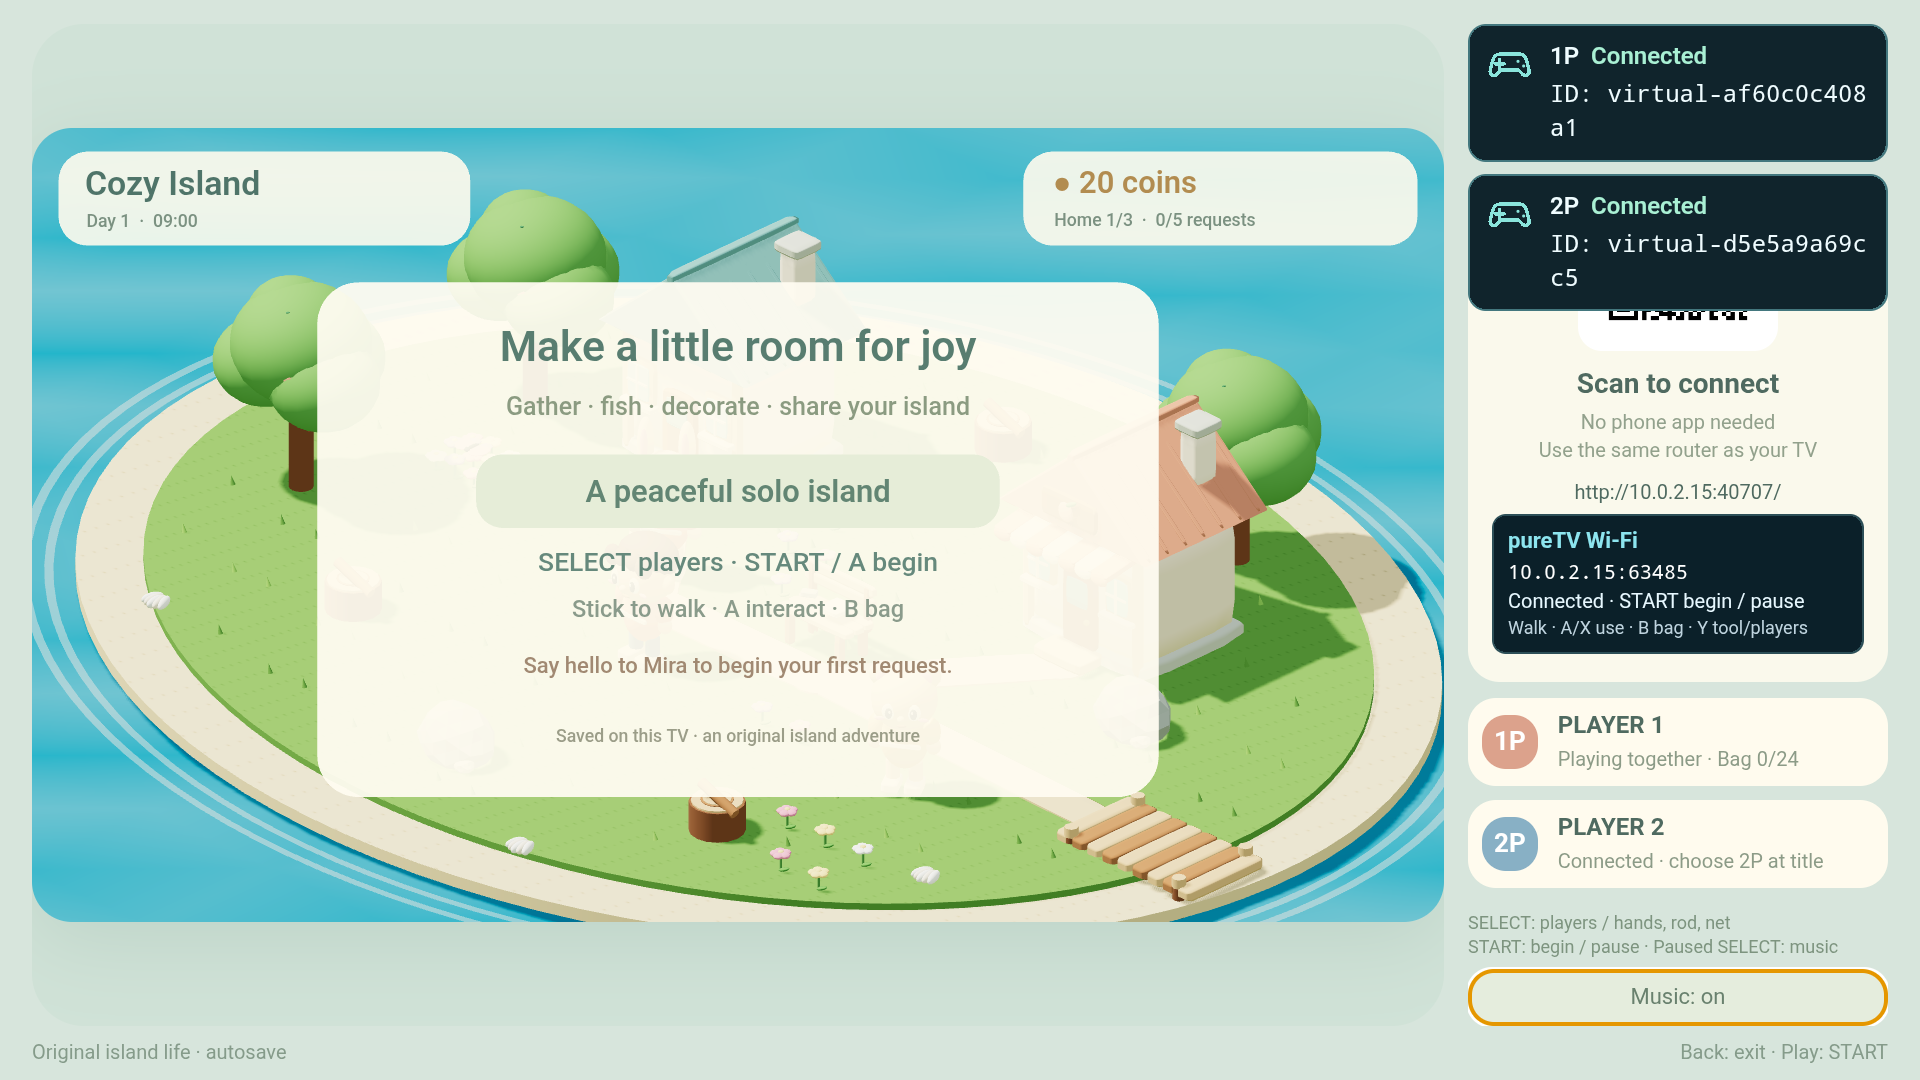 Cozy Island
Day 1 · 09:00
20 coins
Home 1/3 · 0/5 requests
Make a little room for joy
Gather · fish · decorate · share your island
A peaceful solo island
SELECT players · START / A begin
Stick to walk · A interact · B bag
Say hello to Mira to begin your first request.
Saved on this TV · an original island adventure
1P Connected
ID: virtual-af60c0c408
a1
2P Connected
ID: virtual-d5e5a9a69c
c5
Scan to connect
No phone app needed
Use the same router as your TV
http://10.0.2.15:40707/
pureTV Wi-Fi
10.0.2.15:63485
Connected · START begin / pause
Walk · A/X use · B bag · Y tool/players
1P
PLAYER 1
Playing together · Bag 0/24
2P
PLAYER 2
Connected · choose 2P at title
SELECT: players / hands, rod, net
START: begin / pause · Paused SELECT: music
Music: on
Original island life · autosave
Back: exit · Play: START